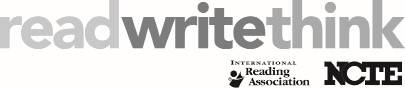 readwritethink
INTERNATIONAL
Reading
Association
NCTE